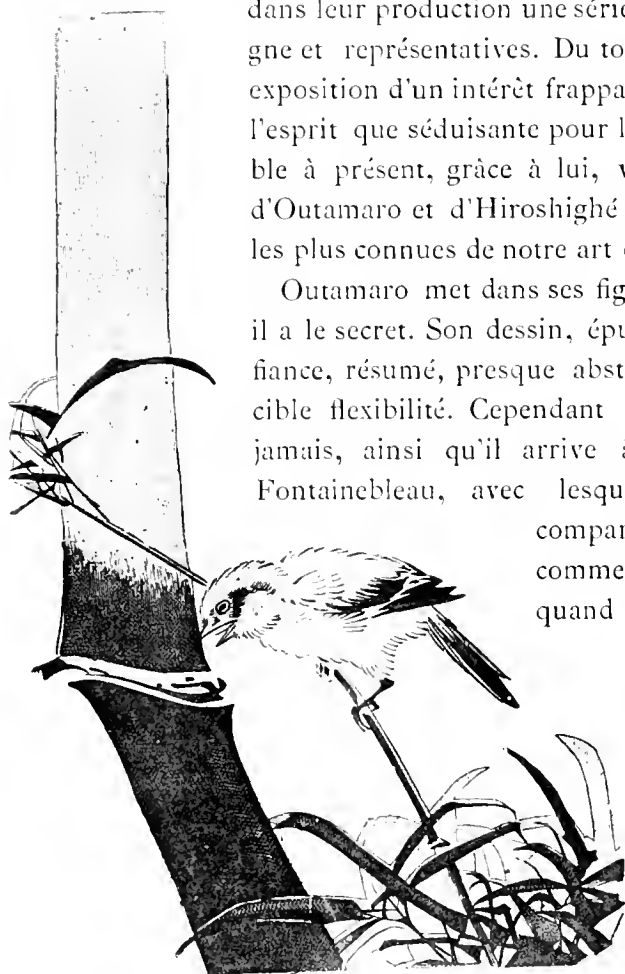 dans leur production une série
gne et représentatives. Du to
exposition d'un intérêt frappa
l'esprit que séduisante pour l
ble à présent, grâce à lui, v
d'Outamaro et d'Hiroshighé
les plus connues de notre art
Outamaro met dans ses fig
il a le secret. Son dessin, épu
fiance, résumé, presque abst
cible flexibilité. Cependant
jamais, ainsi qu'il arrive à
Fontainebleau, avec lesqu
compar
comme
quand